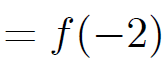 = f(−2)